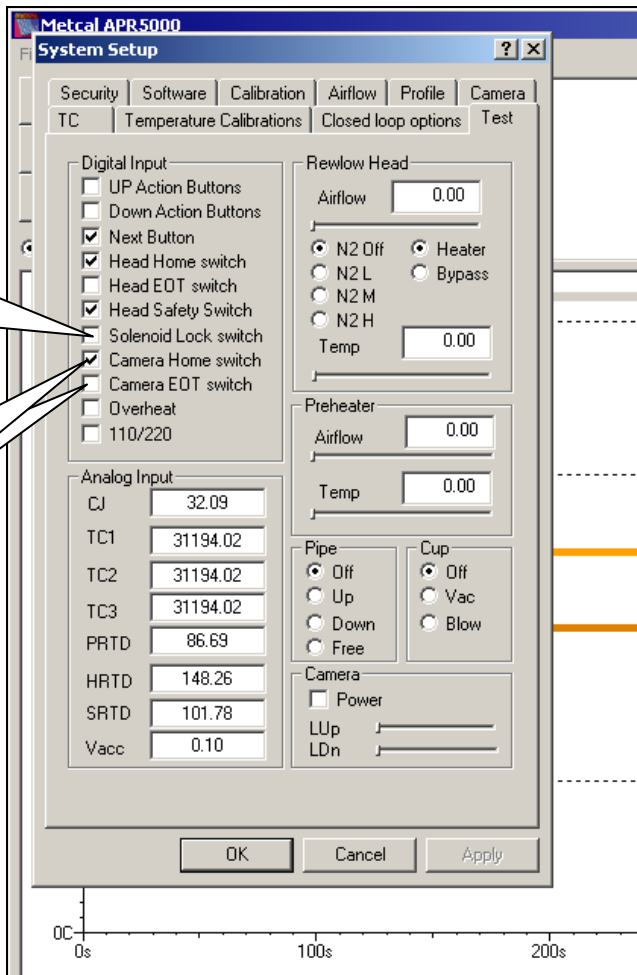 Metcal APR5000
Fi
System Setup
Security Software Calibration Airflow Profile Camera
TC Temperature Calibrations Closed loop options Test
Digital Input
UP Action Buttons
Down Action Buttons
Next Button
Head Home switch
Head EOT switch
Head Safety Switch
Solenoid Lock switch
Camera Home switch
Camera EOT switch
Overheat
110/220
Analog Input
CJ 32.09
TC1 31194.02
TC2 31194.02
TC3 31194.02
PRTD 86.69
HRTD 148.26
SRTD 101.78
Vacc 0.10
Rewlow Head
Airflow 0.00
N2 Off Heater
N2 L Bypass
N2 M
N2 H
Temp 0.00
Preheater
Airflow 0.00
Temp 0.00
Pipe
Off
Up
Down
Free
Cup
Off
Vac
Blow
Camera
Power
LUp
LDn
OK Cancel Apply
0C
0s 100s 200s